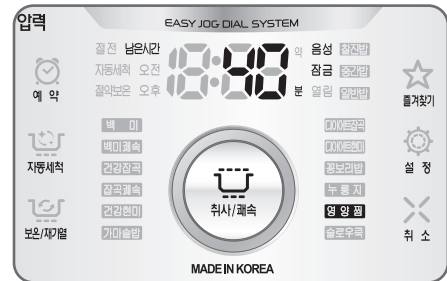 압력
EASY JOG DIAL SYSTEM
절전 남은시간 18:40 약 음성 찰진밥
자동세척 오전 잠금 중간밥
절약보온 오후 분 열림 일반밥
예 약
즐겨찾기
백 미
다이어트잡곡
백미쾌속
다이어트현미
자동세척
건강잡곡
꽁보리밥
설 정
잡곡쾌속
취사/쾌속
누룽지
건강현미
영양찜
보온/재가열
가마솥밥
슬로우쿡
취 소
MADE IN KOREA